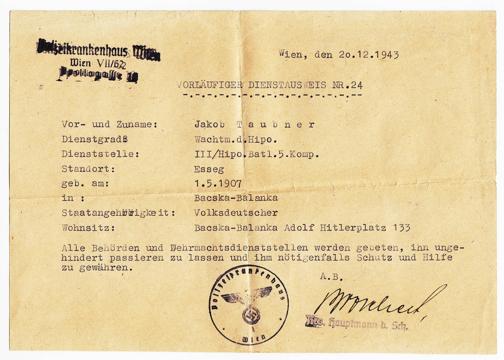 Polizeikrankenhaus Wien
Wien VII/62
Wien, den 20.12.1943
VORLÄUFIGER DIENSTAUSWEIS NR.24
Vor- und Zuname: Jakob Taubner
Dienstgradß Wachtm.d.Hipo.
Dienststelle: III/Hipo.Batl.5.Komp.
Standort: Esseg
geb. am: 1.5.1907
in : Bacska-Balanka
Staatangehörigkeit: Volksdeutscher
Wohnsitz: Bacska-Balanka Adolf Hitlerplatz 133
Alle Behörden und Wehrmachtsdienststellen werden gebeten, ihn unge-
hindert passieren zu lassen und ihm nötigenfalls Schutz und Hilfe
zu gewähren.
A.B.
Hauptmann d. Sch.
Polizeikrankenhaus
Wien